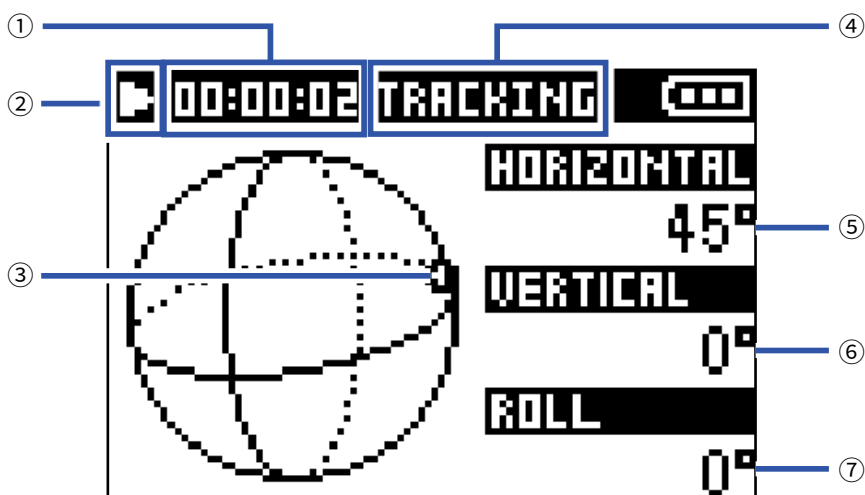 ① ④
② 00:00:02 TRACKING
HORIZONTAL
45° ⑤
③ VERTICAL
0° ⑥
ROLL
0° ⑦